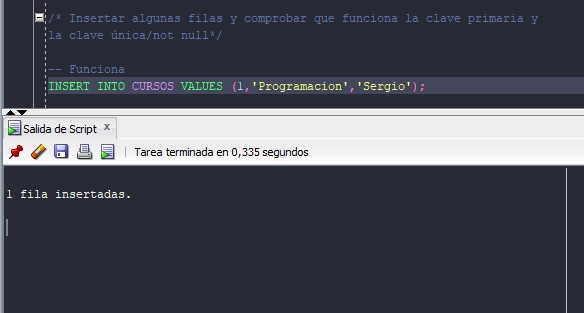 /* Insertar algunas filas y comprobar que funciona la clave primaria y
la clave única/not null*/
-- Funciona
INSERT INTO CURSOS VALUES (1,'Programacion','Sergio');
Salida de Script x
Tarea terminada en 0,335 segundos
1 fila insertadas.